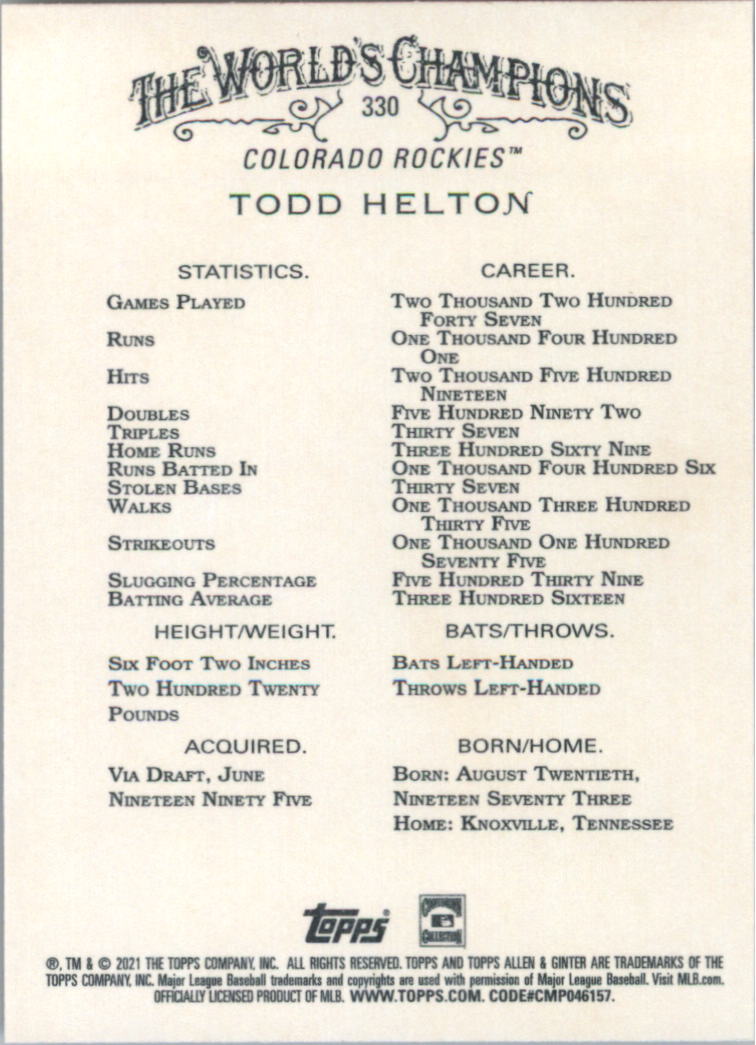 THE WORLD'S CHAMPIONS
330
COLORADO ROCKIES™
TODD HELTON
STATISTICS. CAREER.
GAMES PLAYED TWO THOUSAND TWO HUNDRED
FORTY SEVEN
RUNS ONE THOUSAND FOUR HUNDRED
ONE
HITS TWO THOUSAND FIVE HUNDRED
NINETEEN
DOUBLES FIVE HUNDRED NINETY TWO
TRIPLES THIRTY SEVEN
HOME RUNS THREE HUNDRED SIXTY NINE
RUNS BATTED IN ONE THOUSAND FOUR HUNDRED SIX
STOLEN BASES THIRTY SEVEN
WALKS ONE THOUSAND THREE HUNDRED
THIRTY FIVE
STRIKEOUTS ONE THOUSAND ONE HUNDRED
SEVENTY FIVE
SLUGGING PERCENTAGE FIVE HUNDRED THIRTY NINE
BATTING AVERAGE THREE HUNDRED SIXTEEN
HEIGHT/WEIGHT. BATS/THROWS.
SIX FOOT TWO INCHES BATS LEFT-HANDED
TWO HUNDRED TWENTY THROWS LEFT-HANDED
POUNDS
ACQUIRED. BORN/HOME.
VIA DRAFT, JUNE BORN: AUGUST TWENTIETH,
NINETEEN NINETY FIVE NINETEEN SEVENTY THREE
HOME: KNOXVILLE, TENNESSEE
Topps® COOPERSTOWN
COLLECTION
®, TM & © 2021 THE TOPPS COMPANY, INC. ALL RIGHTS RESERVED. TOPPS AND TOPPS ALLEN & GINTER ARE TRADEMARKS OF THE
TOPPS COMPANY, INC. Major League Baseball trademarks and copyrights are used with permission of Major League Baseball. Visit MLB.com.
OFFICIALLY LICENSED PRODUCT OF MLB. WWW.TOPPS.COM. CODE#CMP046157.